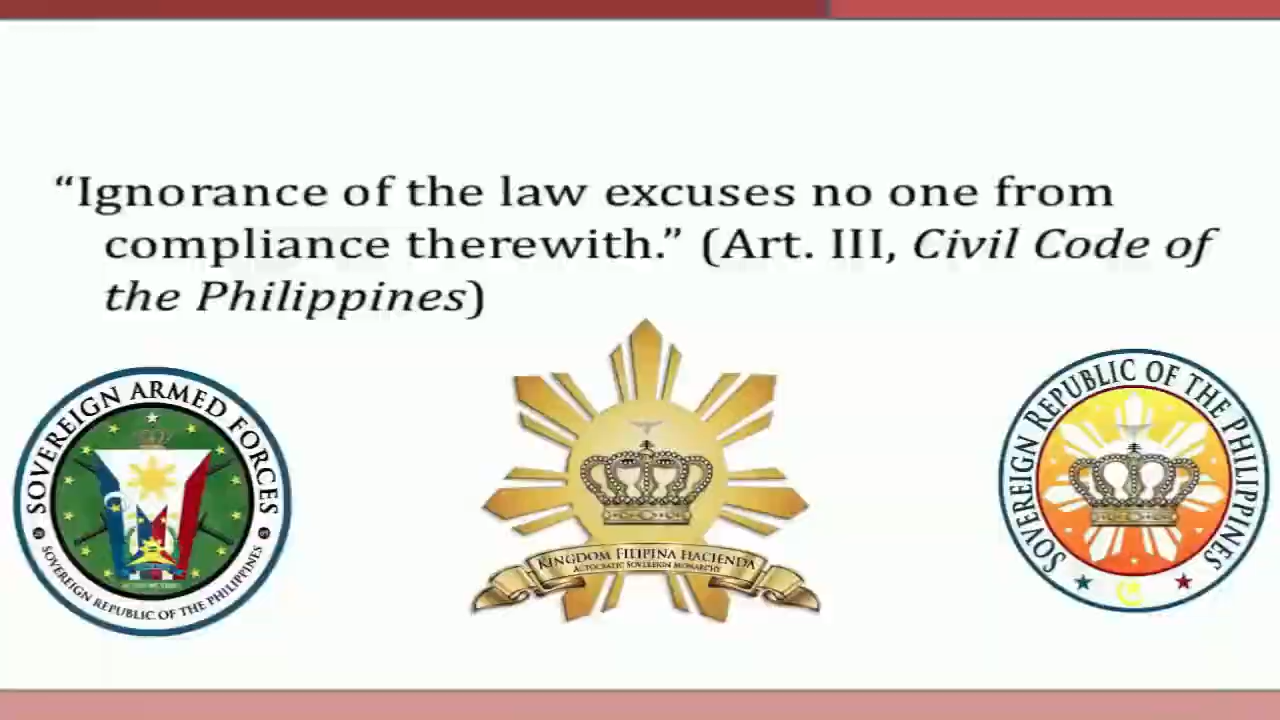 “Ignorance of the law excuses no one from
compliance therewith.” (Art. III, Civil Code of
the Philippines)
SOVEREIGN ARMED FORCES
SOVEREIGN REPUBLIC OF THE PHILIPPINES
KINGDOM FILIPINA HACIENDA
AUTOCRATIC SOVEREIGN MONARCHY
SOVEREIGN REPUBLIC OF THE PHILIPPINES